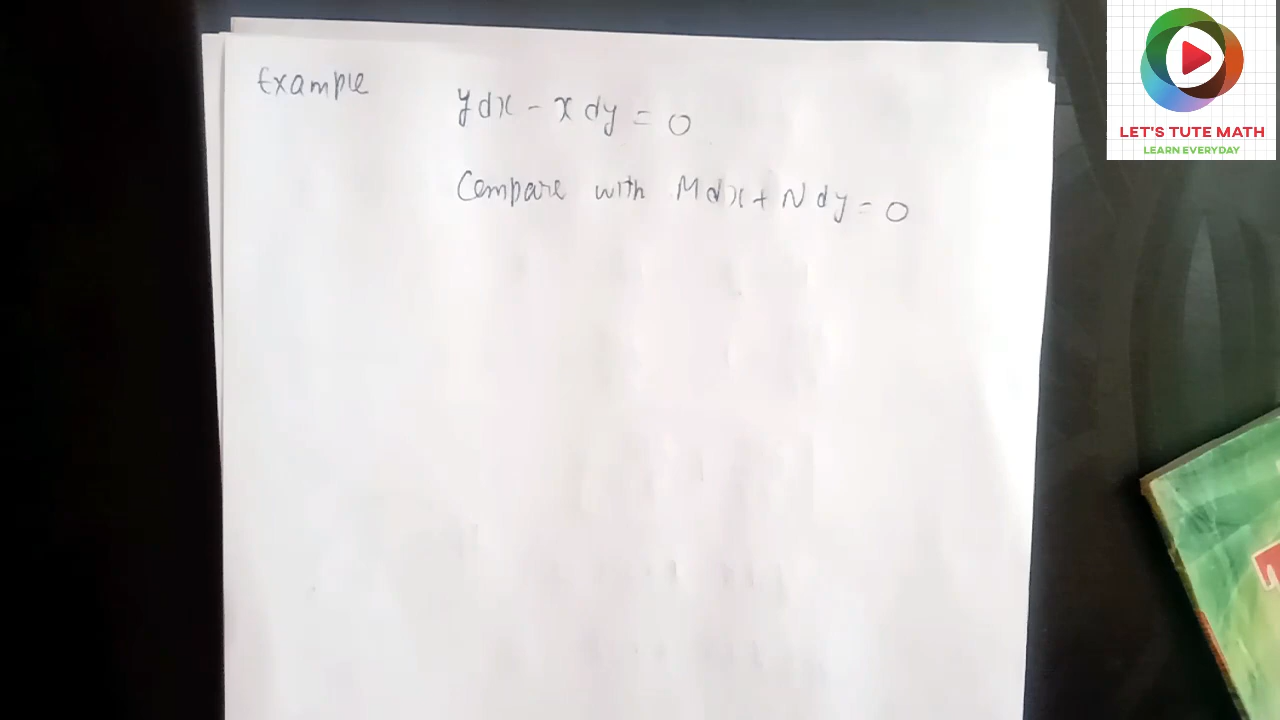 LET'S TUTE MATH
LEARN EVERYDAY
Example
ydx - xdy = 0
Compare with Mdx + Ndy = 0